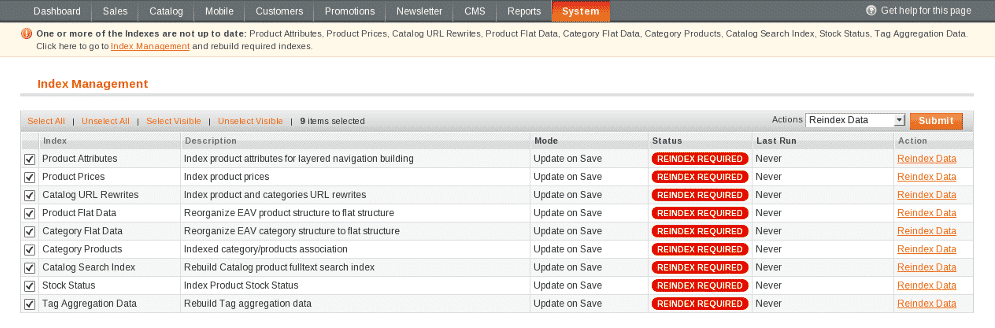 Dashboard Sales Catalog Mobile Customers Promotions Newsletter CMS Reports System Get help for this page
One or more of the Indexes are not up to date: Product Attributes, Product Prices, Catalog URL Rewrites, Product Flat Data, Category Flat Data, Category Products, Catalog Search Index, Stock Status, Tag Aggregation Data.
Click here to go to Index Management and rebuild required indexes.
Index Management
Select All | Unselect All | Select Visible | Unselect Visible | 9 items selected Actions Reindex Data Submit
Index Description Mode Status Last Run Action
Product Attributes Index product attributes for layered navigation building Update on Save REINDEX REQUIRED Never Reindex Data
Product Prices Index product prices Update on Save REINDEX REQUIRED Never Reindex Data
Catalog URL Rewrites Index product and categories URL rewrites Update on Save REINDEX REQUIRED Never Reindex Data
Product Flat Data Reorganize EAV product structure to flat structure Update on Save REINDEX REQUIRED Never Reindex Data
Category Flat Data Reorganize EAV category structure to flat structure Update on Save REINDEX REQUIRED Never Reindex Data
Category Products Indexed category/products association Update on Save REINDEX REQUIRED Never Reindex Data
Catalog Search Index Rebuild Catalog product fulltext search index Update on Save REINDEX REQUIRED Never Reindex Data
Stock Status Index Product Stock Status Update on Save REINDEX REQUIRED Never Reindex Data
Tag Aggregation Data Rebuild Tag aggregation data Update on Save REINDEX REQUIRED Never Reindex Data